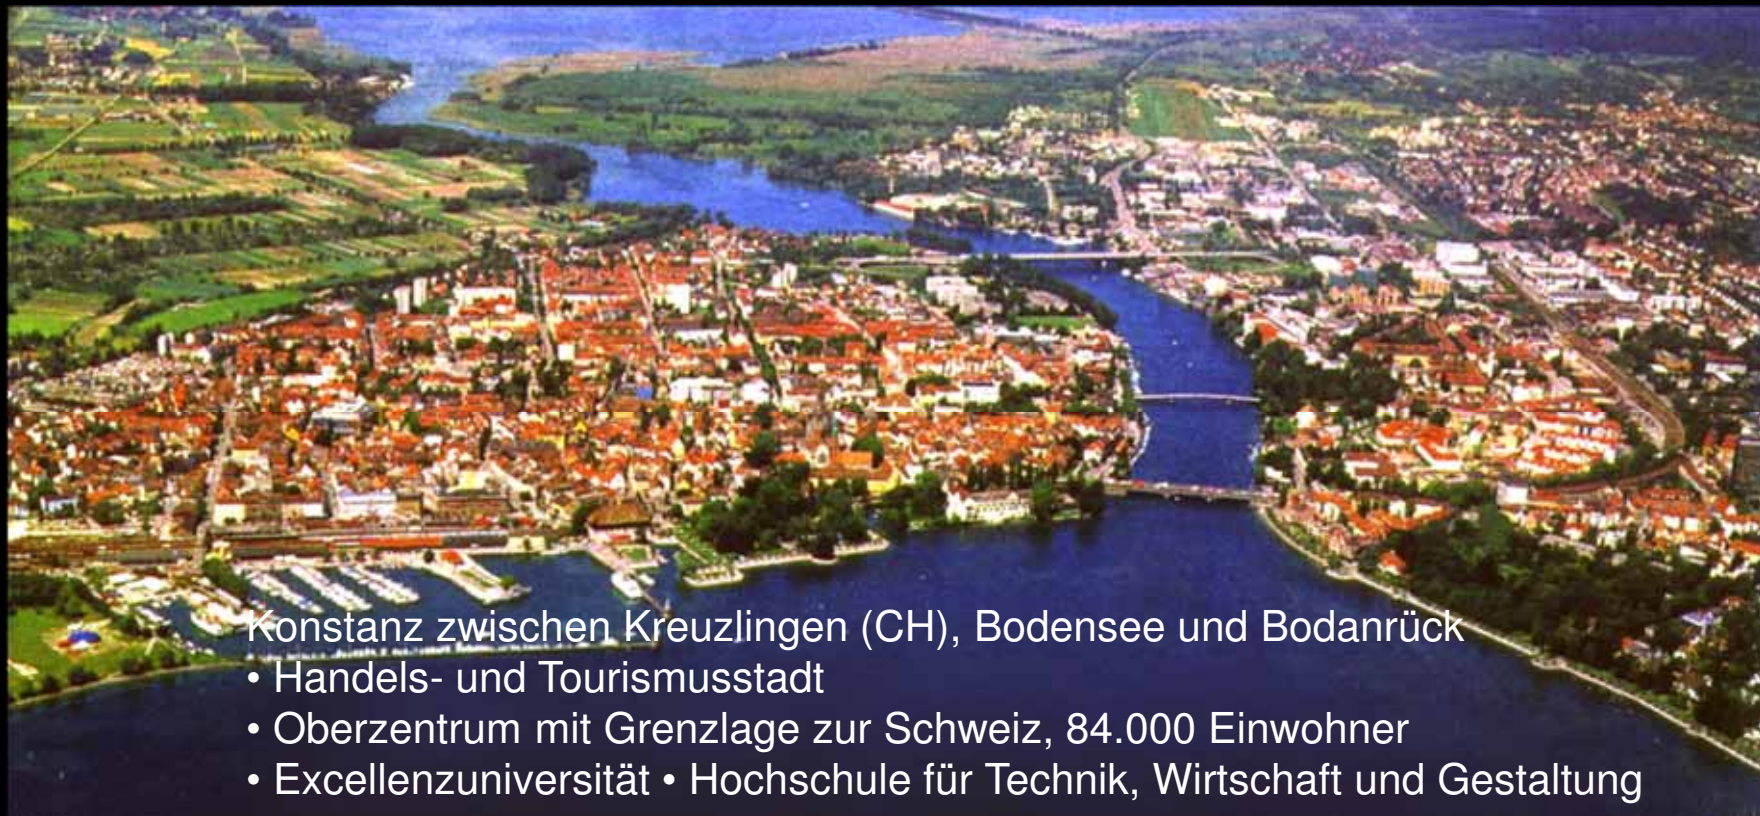 Konstanz zwischen Kreuzlingen (CH), Bodensee und Bodanrück
• Handels- und Tourismusstadt
• Oberzentrum mit Grenzlage zur Schweiz, 84.000 Einwohner
• Excellenzuniversität • Hochschule für Technik, Wirtschaft und Gestaltung